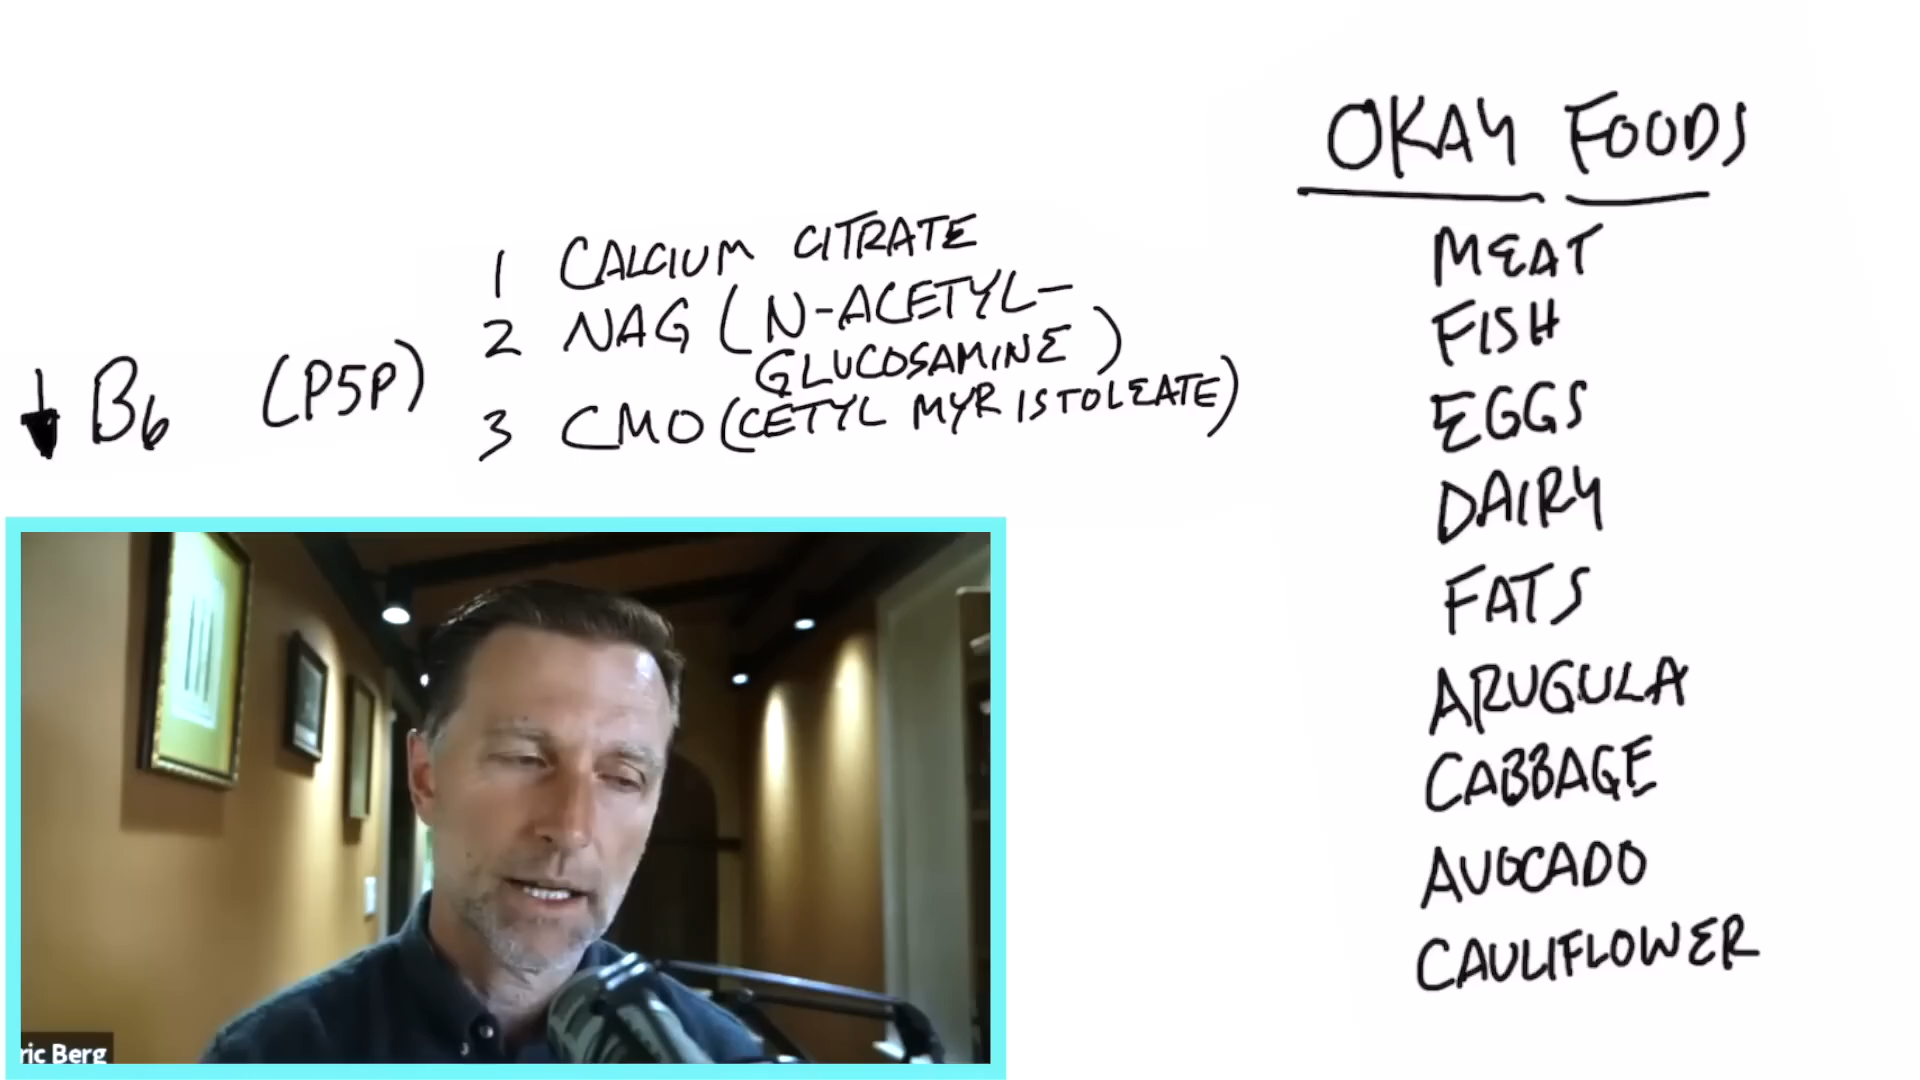 OKAY FOODS
MEAT
FISH
EGGS
DAIRY
FATS
ARUGULA
CABBAGE
AVOCADO
CAULIFLOWER
↓ B6 (P5P)
1 CALCIUM CITRATE
2 NAG (N-ACETYL-
GLUCOSAMINE)
3 CMO (CETYL MYRISTOLEATE)
ric Berg